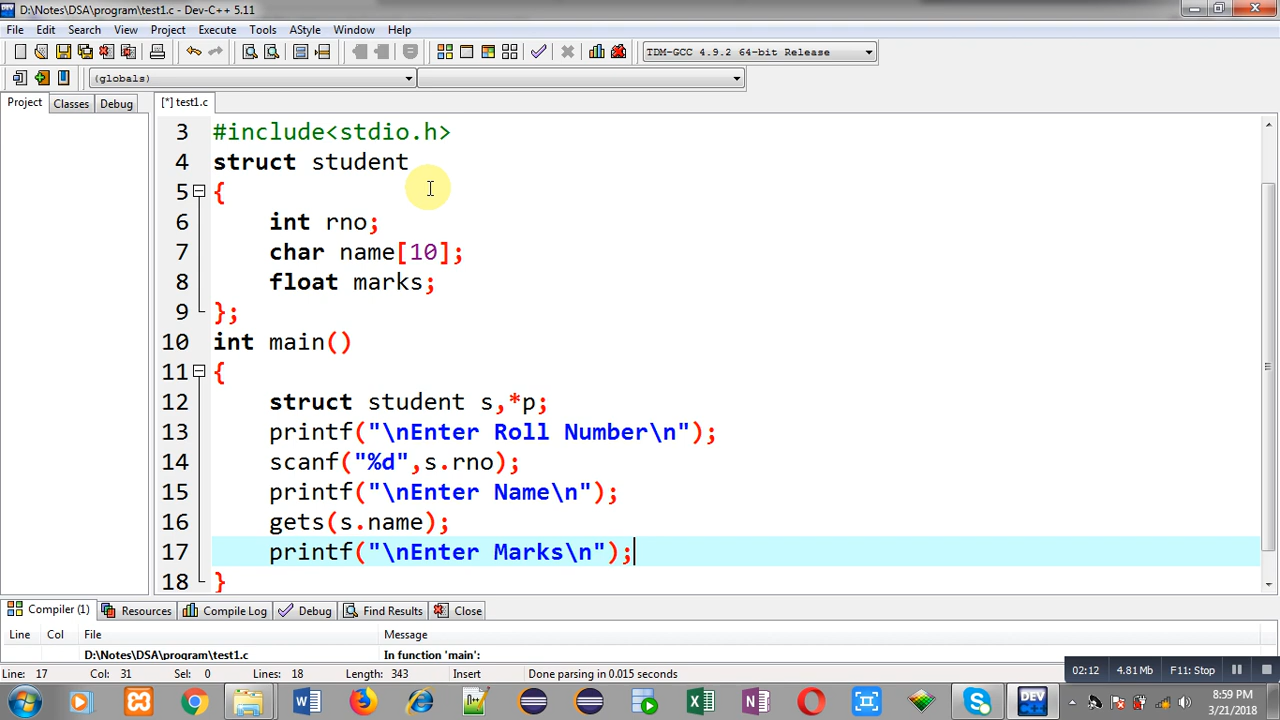 D:\Notes\DSA\program\test1.c - Dev-C++ 5.11
File Edit Search View Project Execute Tools AStyle Window Help
TDM-GCC 4.9.2 64-bit Release
(globals)
Project Classes Debug [*] test1.c
3 #include<stdio.h>
4 struct student
5 {
6 int rno;
7 char name[10];
8 float marks;
9 };
10 int main()
11 {
12 struct student s,*p;
13 printf("\nEnter Roll Number\n");
14 scanf("%d",s.rno);
15 printf("\nEnter Name\n");
16 gets(s.name);
17 printf("\nEnter Marks\n");
18 }
Compiler (1) Resources Compile Log Debug Find Results Close
Line Col File Message
D:\Notes\DSA\program\test1.c In function 'main':
Line: 17 Col: 31 Sel: 0 Lines: 18 Length: 343 Insert Done parsing in 0.015 seconds
02:12 4.81 Mb F11: Stop
8:59 PM
3/21/2018